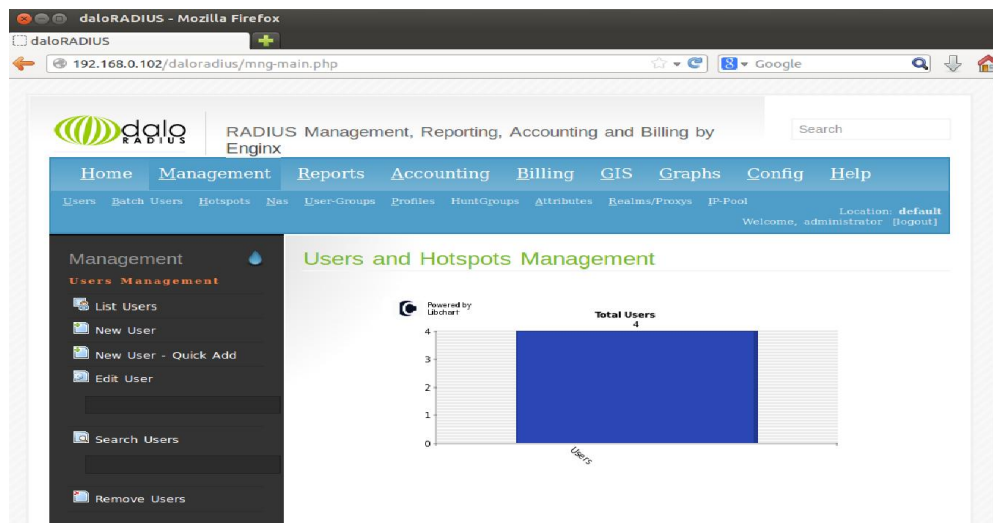 daloRADIUS - Mozilla Firefox
daloRADIUS
192.168.0.102/daloradius/mng-main.php
Google
dalo
RADIUS
RADIUS Management, Reporting, Accounting and Billing by
Enginx
Search
Home Management Reports Accounting Billing GIS Graphs Config Help
Users Batch Users Hotspots Nas User-Groups Profiles HuntGroups Attributes Realms/Proxys IP-Pool
Location: default
Welcome, administrator [logout]
Management
Users Management
List Users
New User
New User - Quick Add
Edit User
Search Users
Remove Users
Users and Hotspots Management
Powered by
Libchart
Total Users
4
4
3
2
1
0
Users